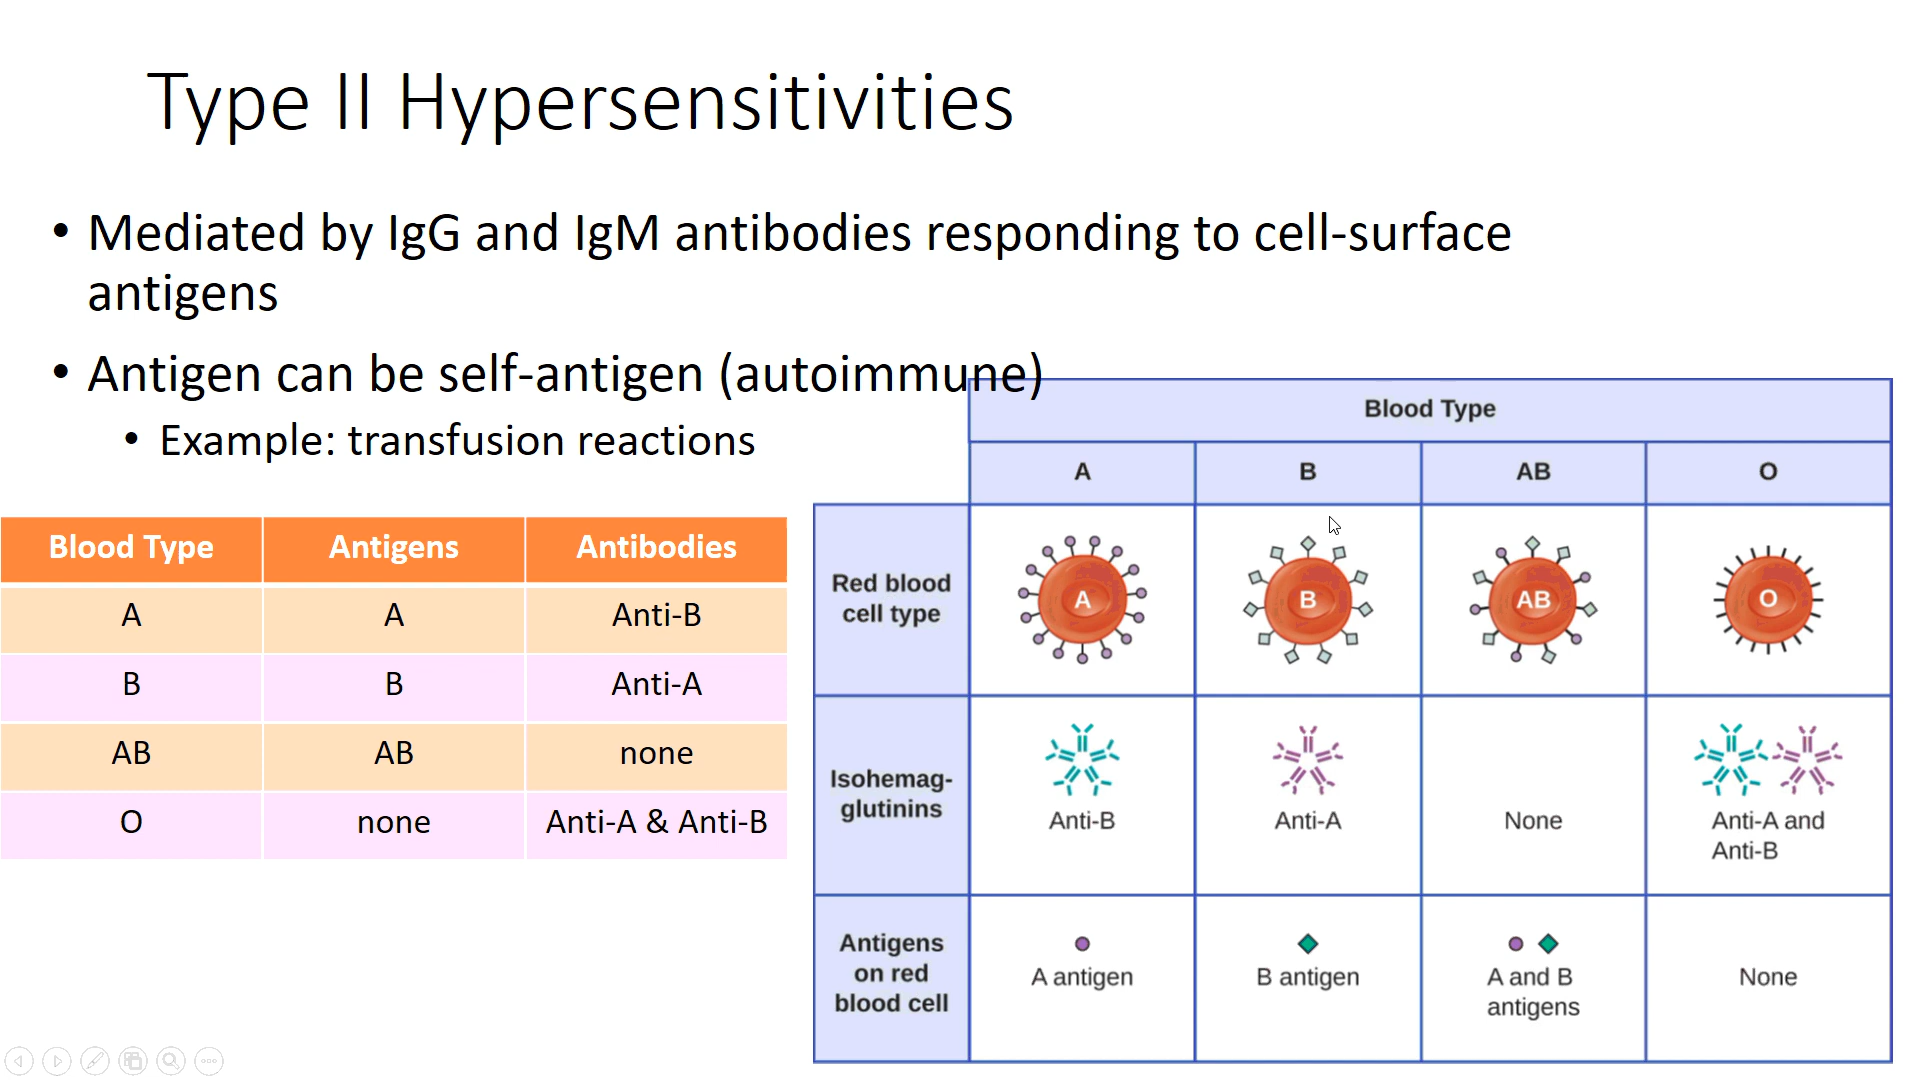 Type II Hypersensitivities
• Mediated by IgG and IgM antibodies responding to cell-surface
antigens
• Antigen can be self-antigen (autoimmune)
• Example: transfusion reactions
Blood Type Antigens Antibodies
A A Anti-B
B B Anti-A
AB AB none
O none Anti-A & Anti-B
Blood Type
A B AB O
Red blood
cell type
A B AB O
Isohemag-
glutinins
Anti-B Anti-A None Anti-A and
Anti-B
Antigens
on red
blood cell
A antigen B antigen A and B
antigens
None